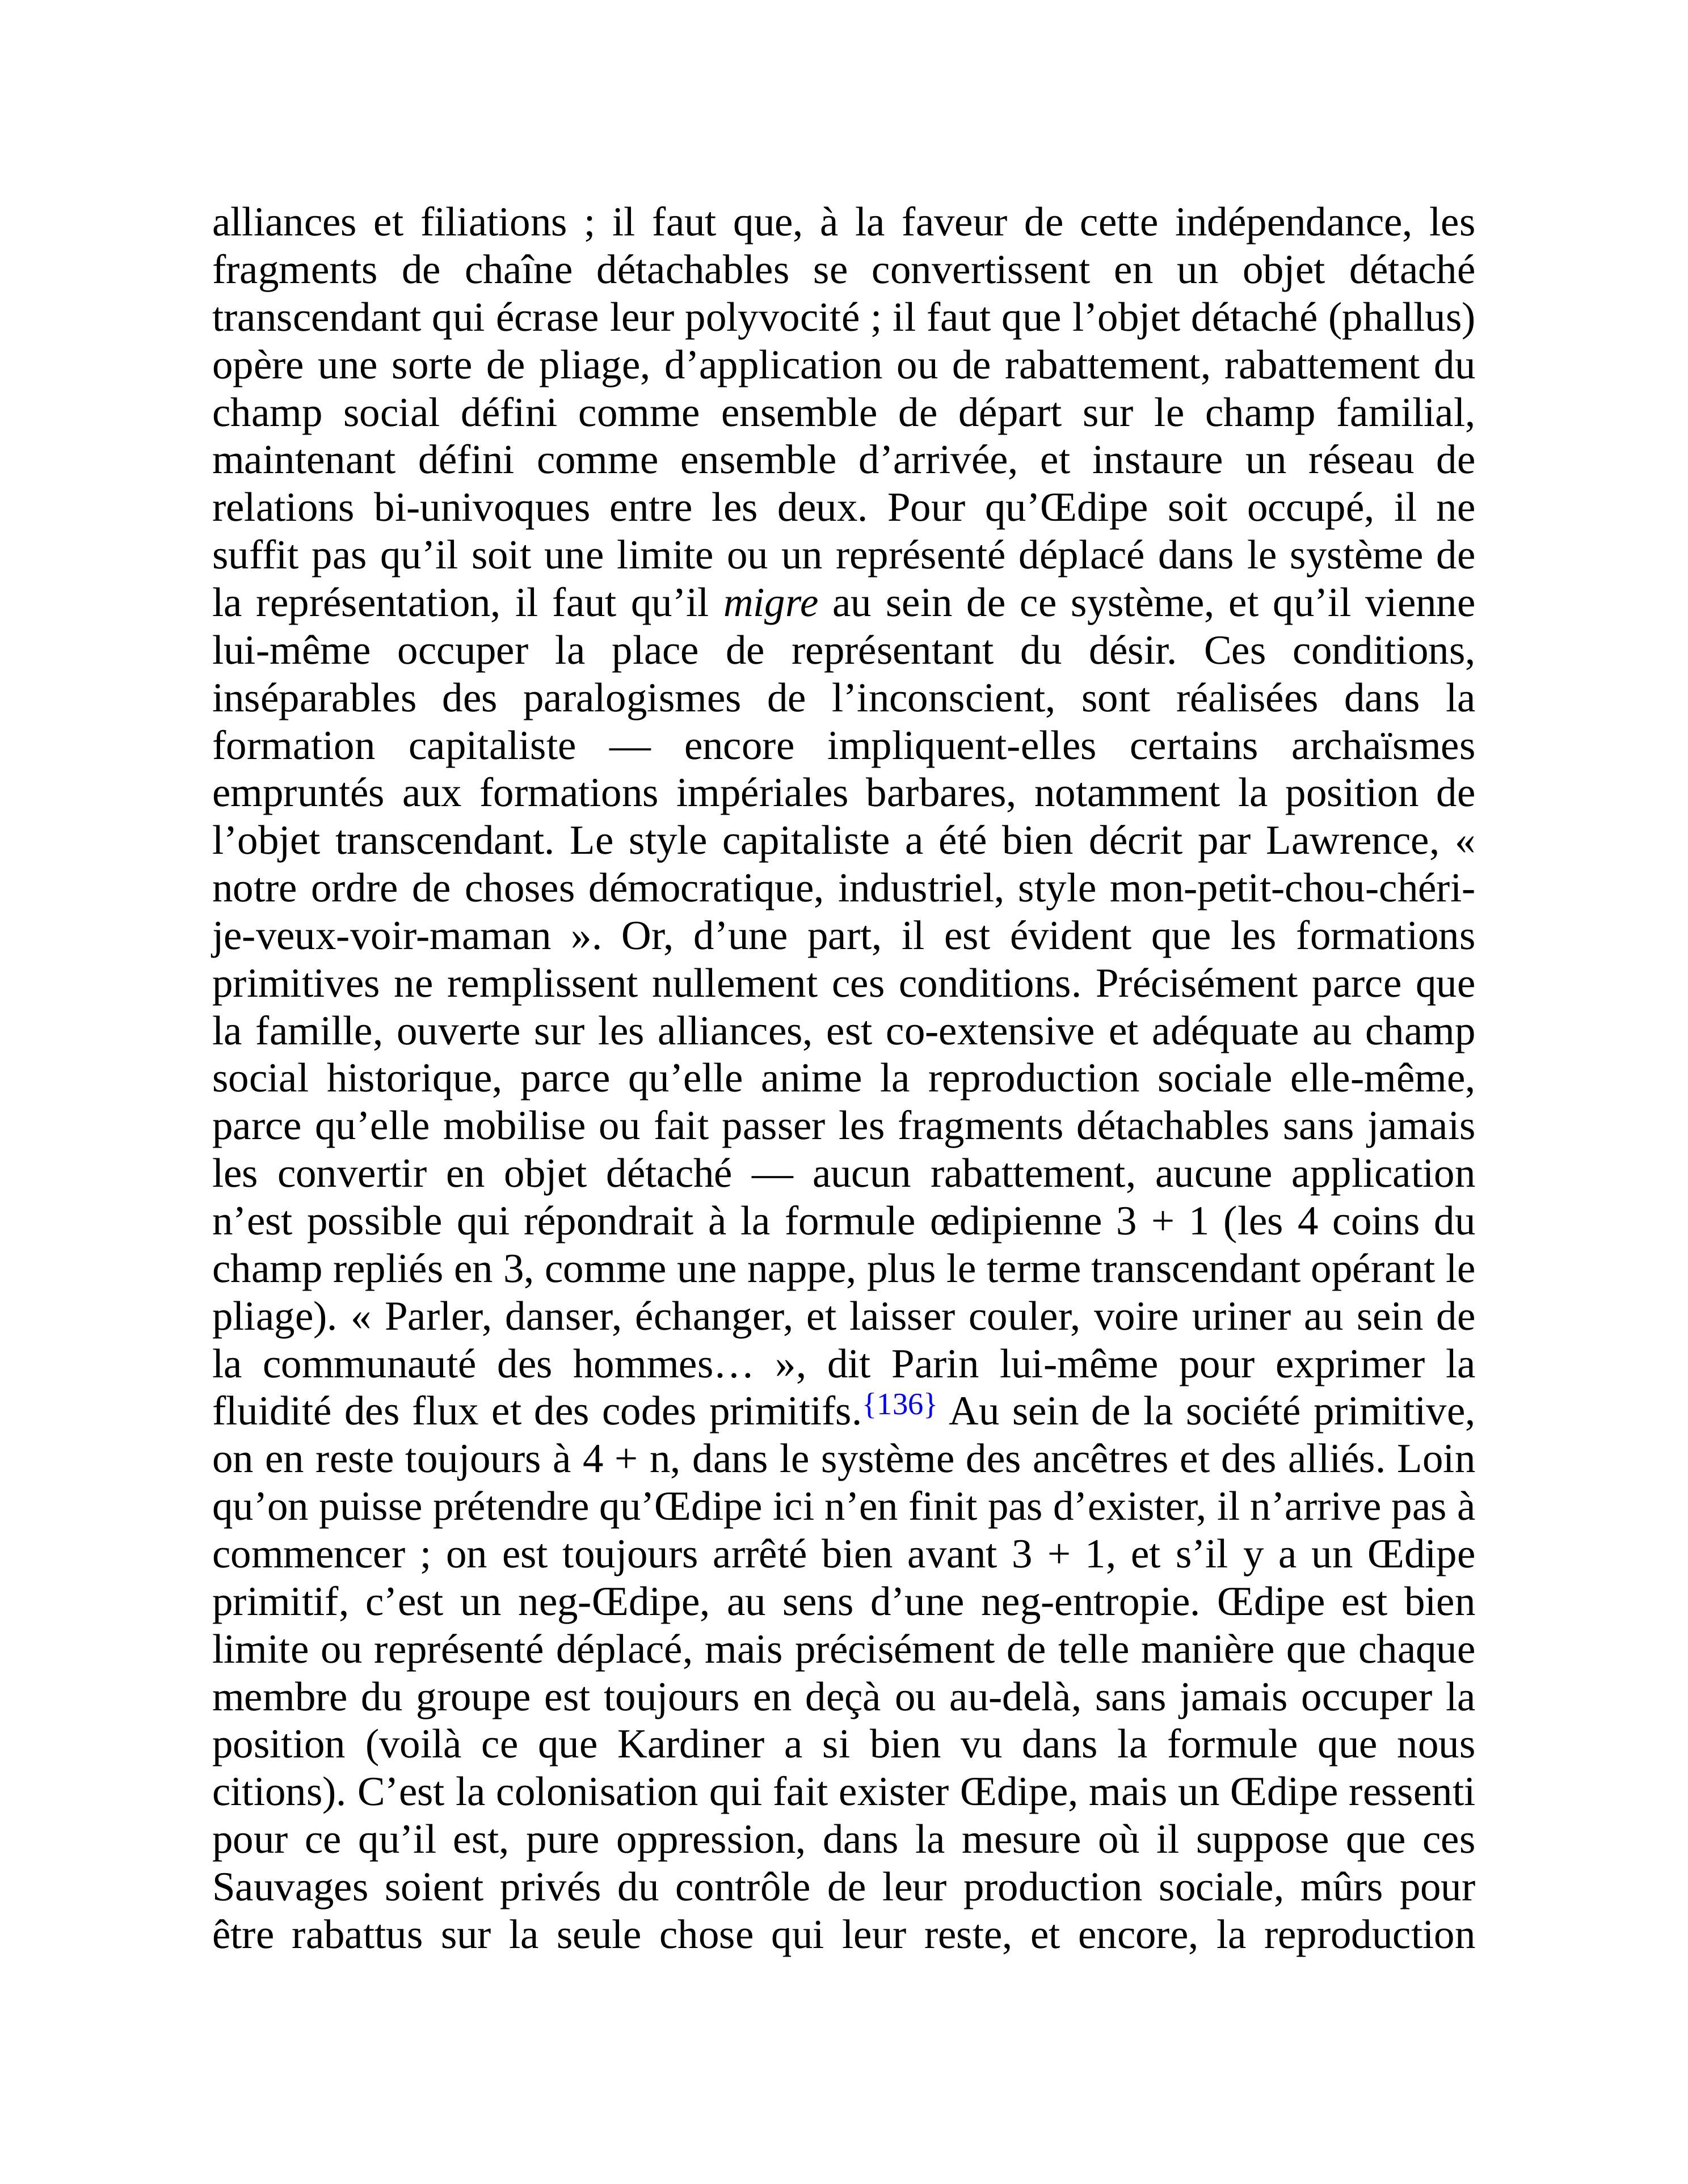 alliances et filiations ; il faut que, à la faveur de cette indépendance, les
fragments de chaîne détachables se convertissent en un objet détaché
transcendant qui écrase leur polyvocité ; il faut que l’objet détaché (phallus)
opère une sorte de pliage, d’application ou de rabattement, rabattement du
champ social défini comme ensemble de départ sur le champ familial,
maintenant défini comme ensemble d’arrivée, et instaure un réseau de
relations bi-univoques entre les deux. Pour qu’Œdipe soit occupé, il ne
suffit pas qu’il soit une limite ou un représenté déplacé dans le système de
la représentation, il faut qu’il migre au sein de ce système, et qu’il vienne
lui-même occuper la place de représentant du désir. Ces conditions,
inséparables des paralogismes de l’inconscient, sont réalisées dans la
formation capitaliste — encore impliquent-elles certains archaïsmes
empruntés aux formations impériales barbares, notamment la position de
l’objet transcendant. Le style capitaliste a été bien décrit par Lawrence, «
notre ordre de choses démocratique, industriel, style mon-petit-chou-chéri-
je-veux-voir-maman ». Or, d’une part, il est évident que les formations
primitives ne remplissent nullement ces conditions. Précisément parce que
la famille, ouverte sur les alliances, est co-extensive et adéquate au champ
social historique, parce qu’elle anime la reproduction sociale elle-même,
parce qu’elle mobilise ou fait passer les fragments détachables sans jamais
les convertir en objet détaché — aucun rabattement, aucune application
n’est possible qui répondrait à la formule œdipienne 3 + 1 (les 4 coins du
champ repliés en 3, comme une nappe, plus le terme transcendant opérant le
pliage). « Parler, danser, échanger, et laisser couler, voire uriner au sein de
la communauté des hommes… », dit Parin lui-même pour exprimer la
fluidité des flux et des codes primitifs.{136} Au sein de la société primitive,
on en reste toujours à 4 + n, dans le système des ancêtres et des alliés. Loin
qu’on puisse prétendre qu’Œdipe ici n’en finit pas d’exister, il n’arrive pas à
commencer ; on est toujours arrêté bien avant 3 + 1, et s’il y a un Œdipe
primitif, c’est un neg-Œdipe, au sens d’une neg-entropie. Œdipe est bien
limite ou représenté déplacé, mais précisément de telle manière que chaque
membre du groupe est toujours en deçà ou au-delà, sans jamais occuper la
position (voilà ce que Kardiner a si bien vu dans la formule que nous
citions). C’est la colonisation qui fait exister Œdipe, mais un Œdipe ressenti
pour ce qu’il est, pure oppression, dans la mesure où il suppose que ces
Sauvages soient privés du contrôle de leur production sociale, mûrs pour
être rabattus sur la seule chose qui leur reste, et encore, la reproduction